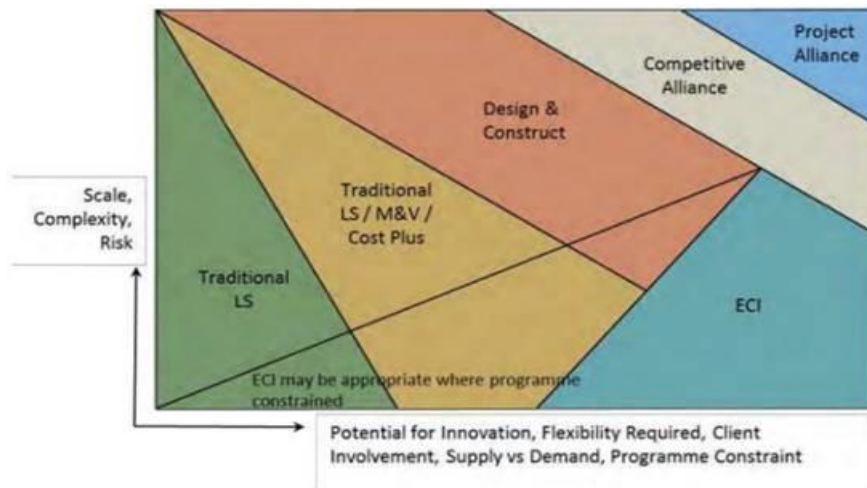 Project
Alliance
Competitive
Alliance
Design &
Construct
Scale,
Complexity,
Risk
Traditional
LS / M&V /
Cost Plus
Traditional
LS
ECI
ECI may be appropriate where programme
constrained
Potential for Innovation, Flexibility Required, Client
Involvement, Supply vs Demand, Programme Constraint